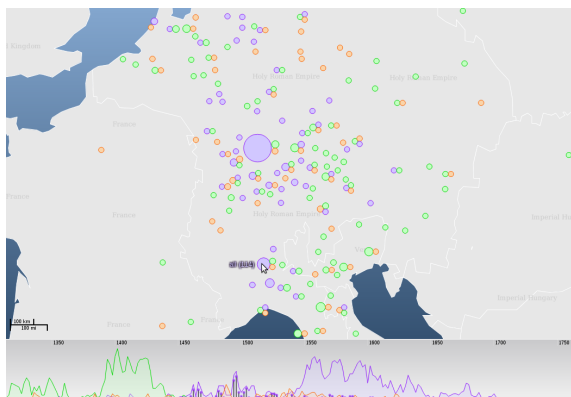 Kingdom
Holy Roman Empire
Holy Roman Empire
France
France
France
Holy Roman Empire
Imperial Hu
Imperial Hungary
France
France
100 km
100 mi
1350
1400
1450
1500
1550
1600
1650
1700
1750